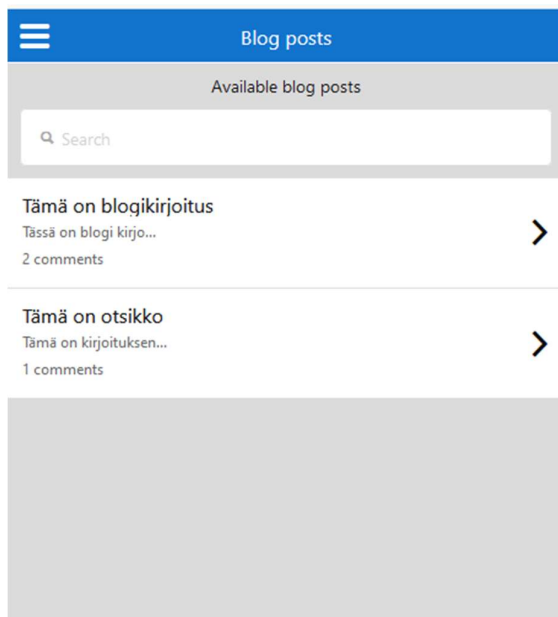 Blog posts
Available blog posts
Search
Tämä on blogikirjoitus
Tässä on blogi kirjo...
2 comments
Tämä on otsikko
Tämä on kirjoituksen...
1 comments